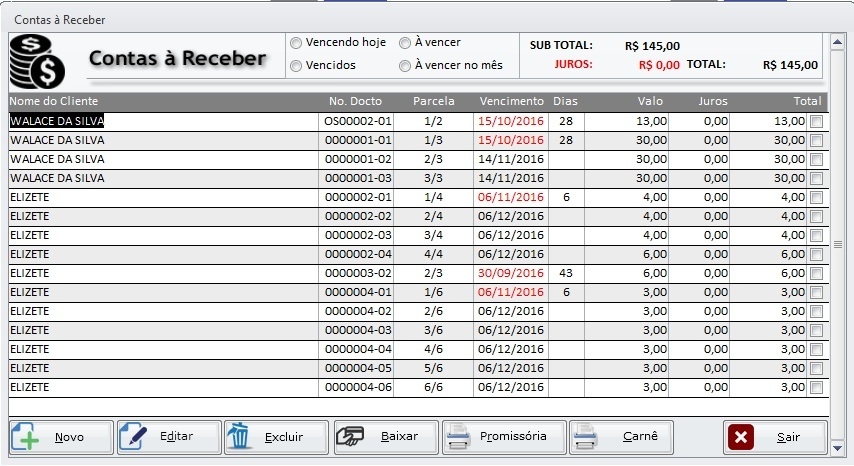 Contas à Receber
Contas à Receber
Vencendo hoje À vencer SUB TOTAL: R$ 145,00
Vencidos À vencer no mês JUROS: R$ 0,00 TOTAL: R$ 145,00
Nome do Cliente No. Docto Parcela Vencimento Dias Valo Juros Total
WALACE DA SILVA OS00002-01 1/2 15/10/2016 28 13,00 0,00 13,00
WALACE DA SILVA 0000001-01 1/3 15/10/2016 28 30,00 0,00 30,00
WALACE DA SILVA 0000001-02 2/3 14/11/2016 30,00 0,00 30,00
WALACE DA SILVA 0000001-03 3/3 14/11/2016 30,00 0,00 30,00
ELIZETE 0000002-01 1/4 06/11/2016 6 4,00 0,00 4,00
ELIZETE 0000002-02 2/4 06/12/2016 4,00 0,00 4,00
ELIZETE 0000002-03 3/4 06/12/2016 4,00 0,00 4,00
ELIZETE 0000002-04 4/4 06/12/2016 6,00 0,00 6,00
ELIZETE 0000003-02 2/3 30/09/2016 43 6,00 0,00 6,00
ELIZETE 0000004-01 1/6 06/11/2016 6 3,00 0,00 3,00
ELIZETE 0000004-02 2/6 06/12/2016 3,00 0,00 3,00
ELIZETE 0000004-03 3/6 06/12/2016 3,00 0,00 3,00
ELIZETE 0000004-04 4/6 06/12/2016 3,00 0,00 3,00
ELIZETE 0000004-05 5/6 06/12/2016 3,00 0,00 3,00
ELIZETE 0000004-06 6/6 06/12/2016 3,00 0,00 3,00
Novo Editar Excluir Baixar Promissória Carnê Sair